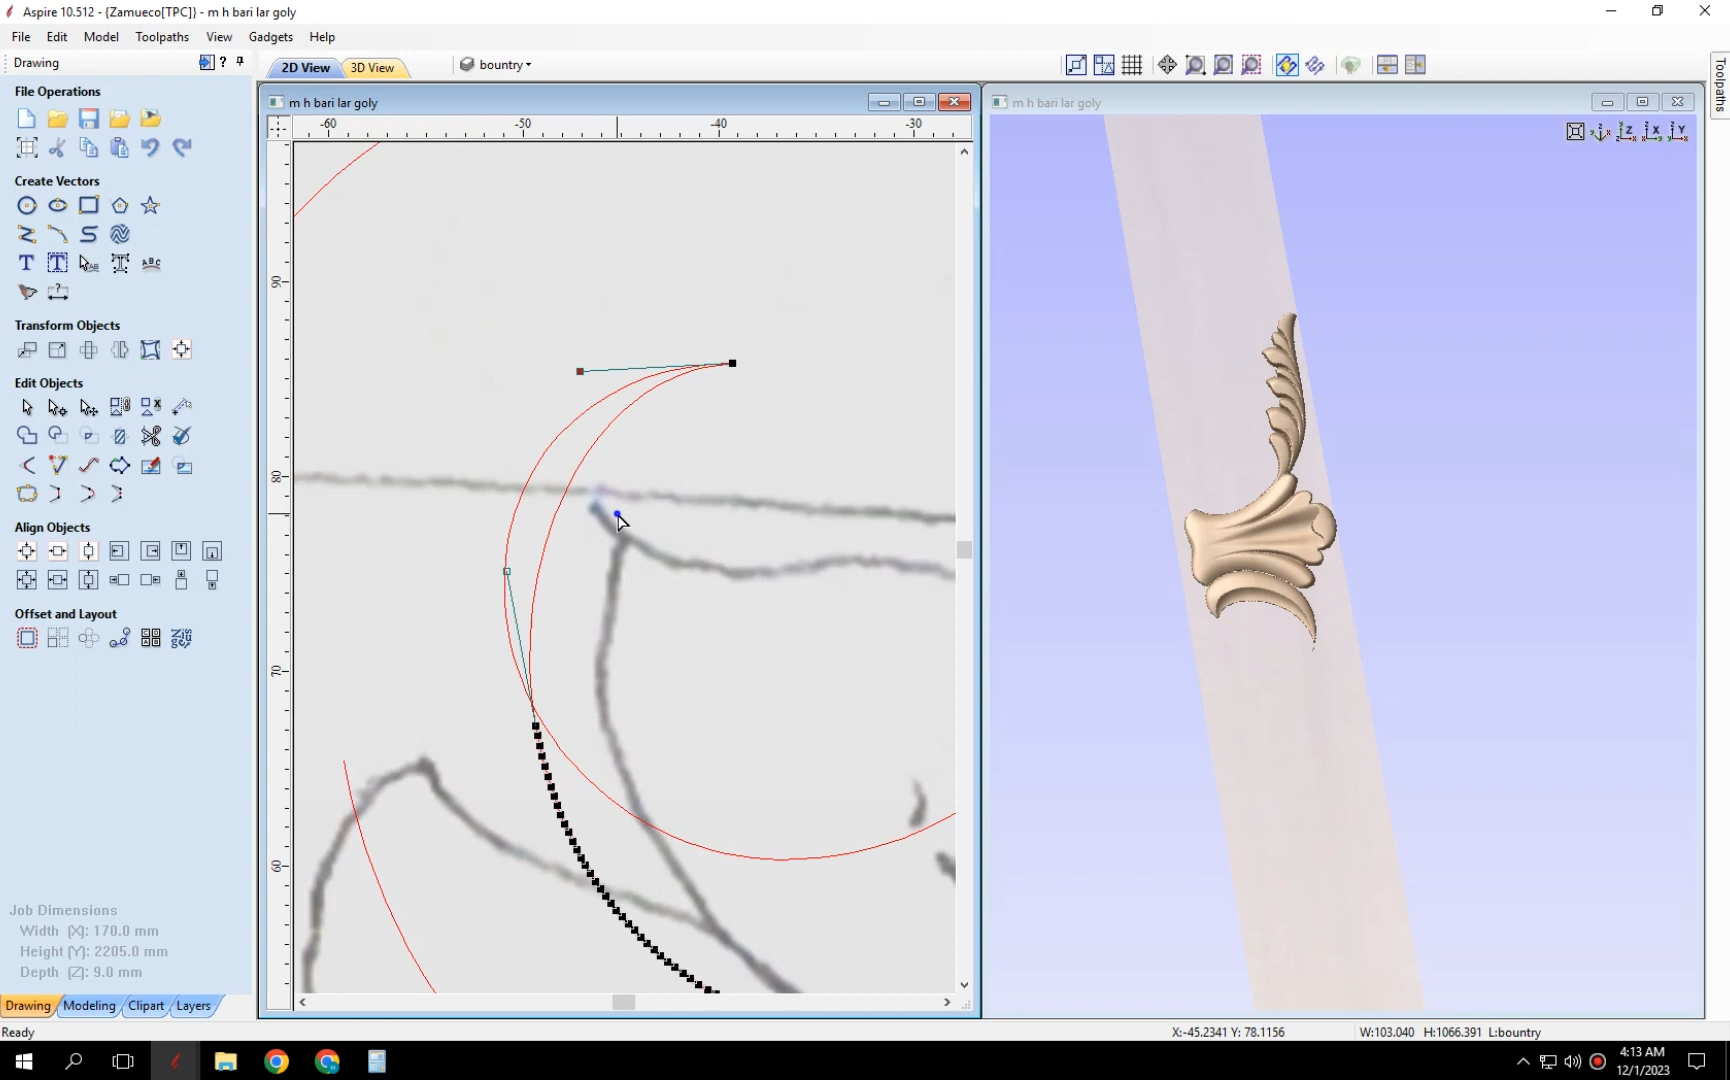 Aspire 10.512 - {Zamueco[TPC]} - m h bari lar goly
File Edit Model Toolpaths View Gadgets Help
Drawing
2D View 3D View bountry
Toolpaths
File Operations
m h bari lar goly
m h bari lar goly
-60 -50 -40 -30
Create Vectors
90
Transform Objects
Edit Objects
80
Align Objects
Offset and Layout
70
60
Job Dimensions
Width (X): 170.0 mm
Height (Y): 2205.0 mm
Depth (Z): 9.0 mm
Drawing Modeling Clipart Layers
Ready
X:-45.2341 Y: 78.1156
W:103.040 H:1066.391 L:bountry
4:13 AM
12/1/2023